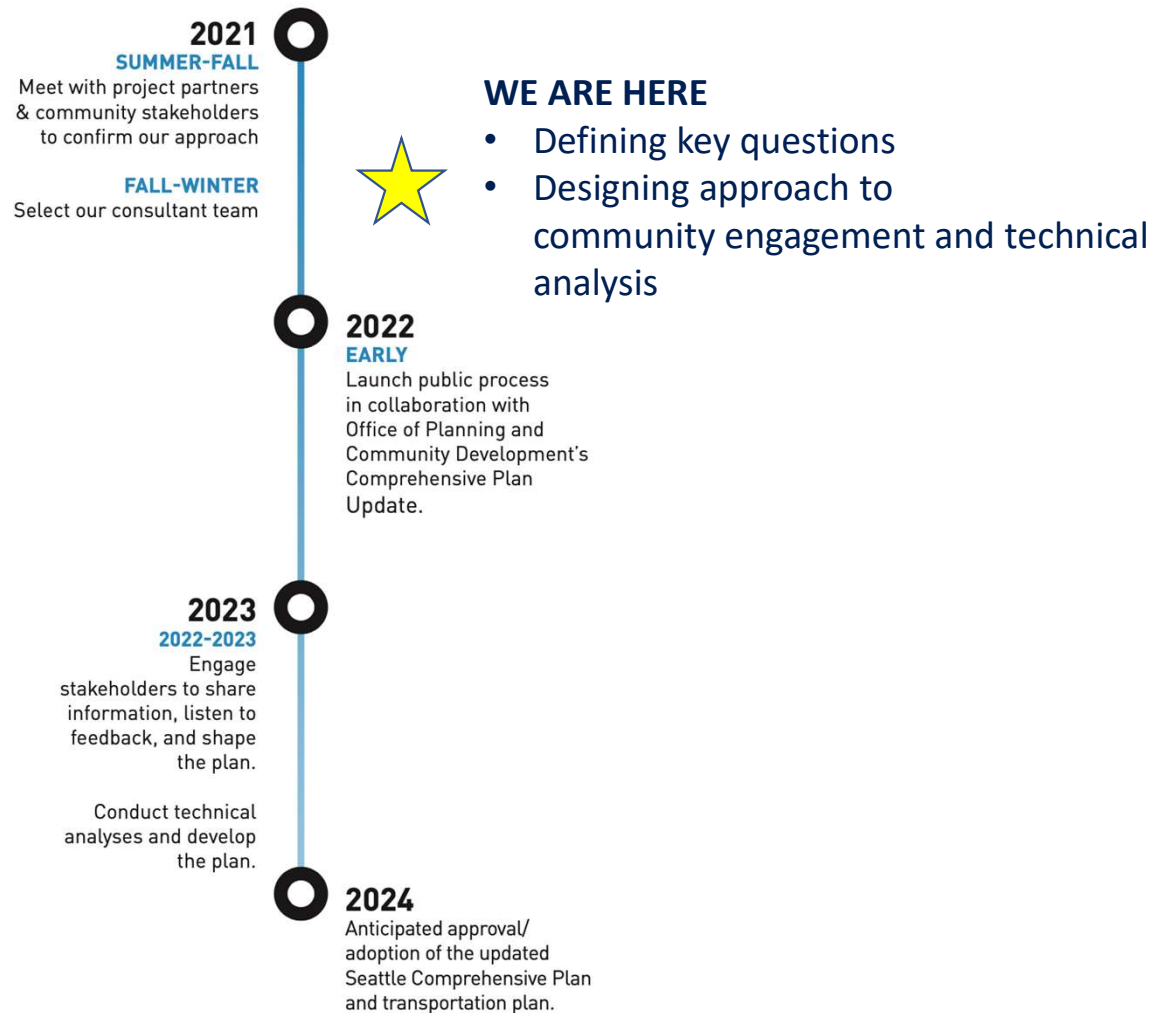 2021
SUMMER-FALL
Meet with project partners
& community stakeholders
to confirm our approach
FALL-WINTER
Select our consultant team
WE ARE HERE
• Defining key questions
• Designing approach to
community engagement and technical
analysis
2022
EARLY
Launch public process
in collaboration with
Office of Planning and
Community Development’s
Comprehensive Plan
Update.
2023
2022-2023
Engage
stakeholders to share
information, listen to
feedback, and shape
the plan.
Conduct technical
analyses and develop
the plan.
2024
Anticipated approval/
adoption of the updated
Seattle Comprehensive Plan
and transportation plan.